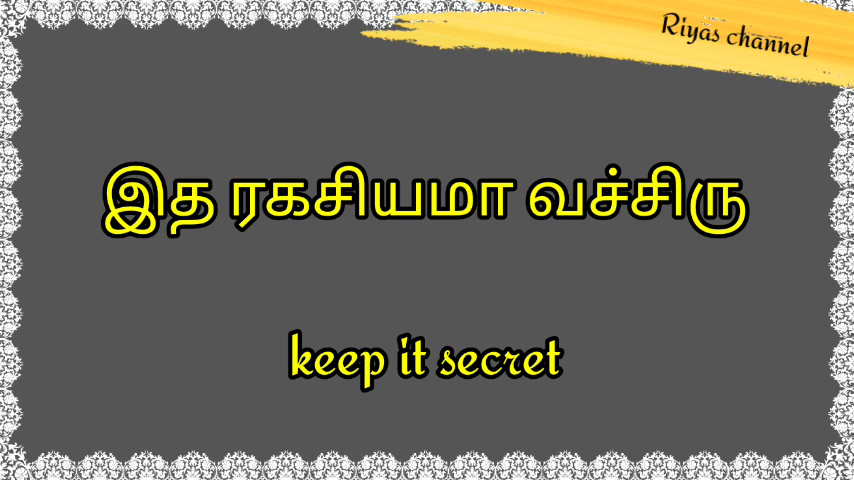 Riyas channel
இத ரகசியமா வச்சிரு
keep it secret